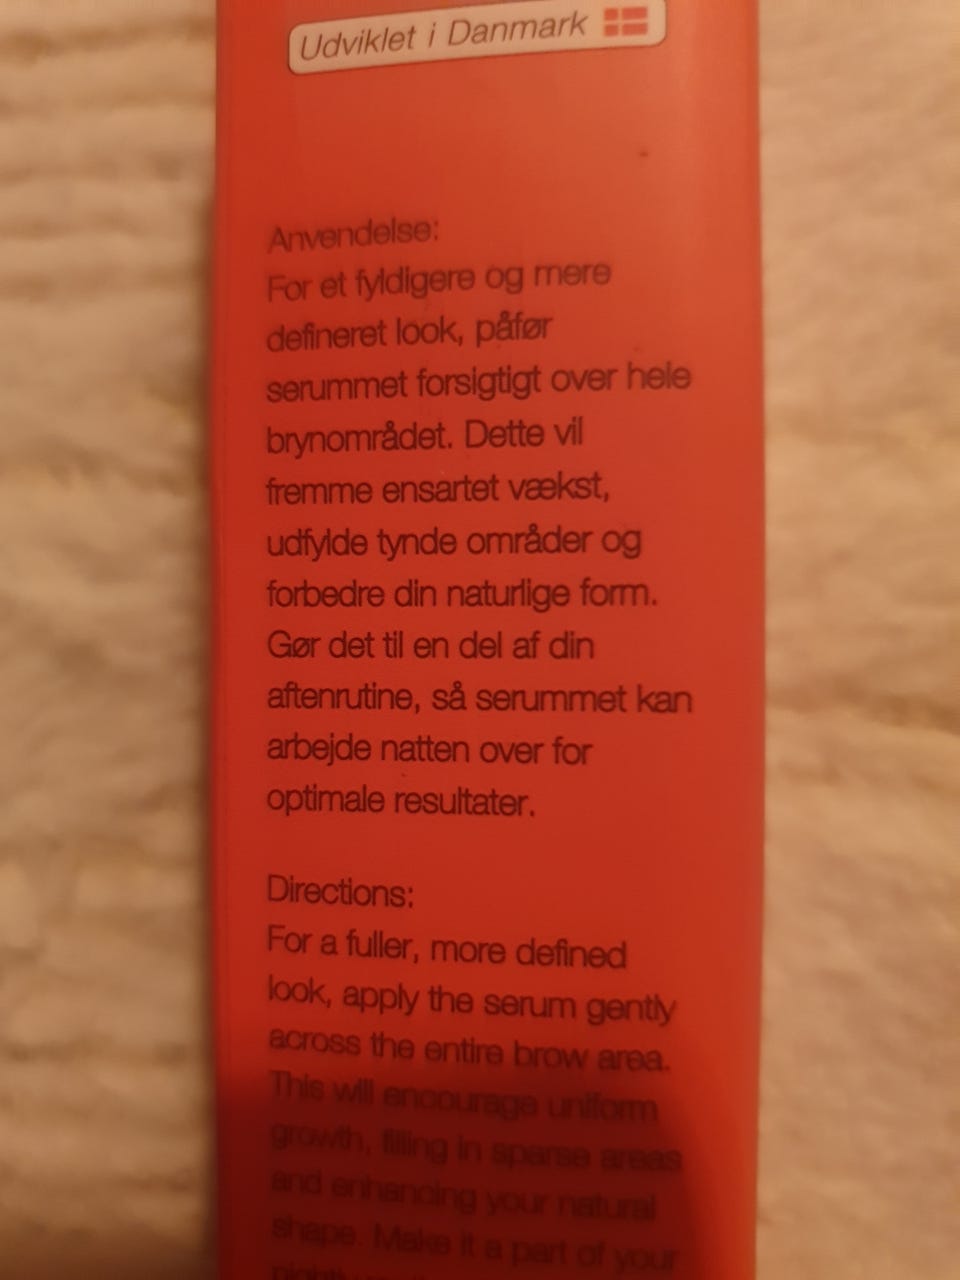 Udviklet i Danmark
Anvendelse:
For et fyldigere og mere
defineret look, påfør
serummet forsigtigt over hele
brynområdet. Dette vil
fremme ensartet vækst,
udfylde tynde områder og
forbedre din naturlige form.
Gør det til en del af din
aftenrutine, så serummet kan
arbejde natten over for
optimale resultater.
Directions:
For a fuller, more defined
look, apply the serum gently
across the entire brow area.
This will encourage uniform
growth, filling in sparse areas
and enhancing your natural
shape. Make it a part of your